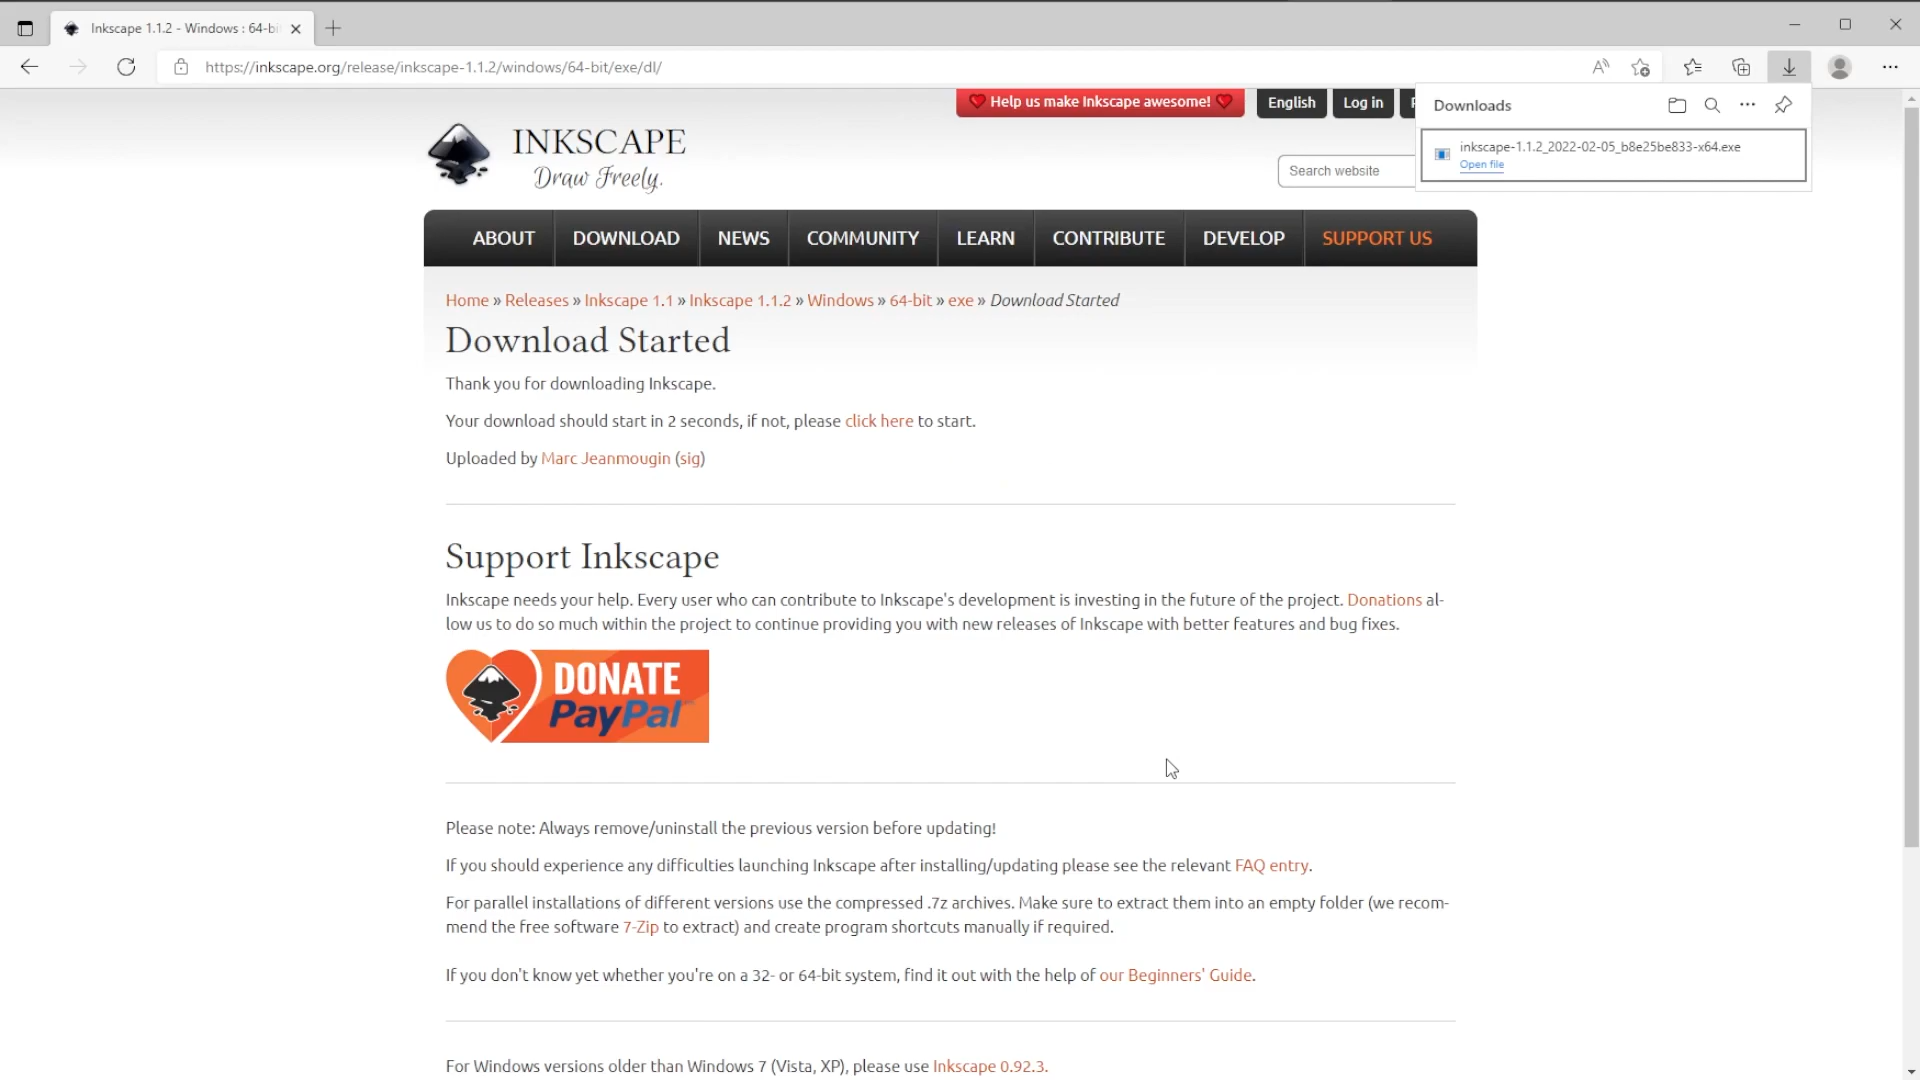 Inkscape 1.1.2 - Windows : 64-bi
https://inkscape.org/release/inkscape-1.1.2/windows/64-bit/exe/dl/
Help us make Inkscape awesome!
English
Log in
Downloads
inkscape-1.1.2_2022-02-05_b8e25be833-x64.exe
Open file
INKSCAPE
Draw Freely.
Search website
ABOUT
DOWNLOAD
NEWS
COMMUNITY
LEARN
CONTRIBUTE
DEVELOP
SUPPORT US
Home » Releases » Inkscape 1.1 » Inkscape 1.1.2 » Windows » 64-bit » exe » Download Started
Download Started
Thank you for downloading Inkscape.
Your download should start in 2 seconds, if not, please click here to start.
Uploaded by Marc Jeanmougin (sig)
Support Inkscape
Inkscape needs your help. Every user who can contribute to Inkscape's development is investing in the future of the project. Donations al-
low us to do so much within the project to continue providing you with new releases of Inkscape with better features and bug fixes.
DONATE
PayPal
Please note: Always remove/uninstall the previous version before updating!
If you should experience any difficulties launching Inkscape after installing/updating please see the relevant FAQ entry.
For parallel installations of different versions use the compressed .7z archives. Make sure to extract them into an empty folder (we recom-
mend the free software 7-Zip to extract) and create program shortcuts manually if required.
If you don't know yet whether you're on a 32- or 64-bit system, find it out with the help of our Beginners' Guide.
For Windows versions older than Windows 7 (Vista, XP), please use Inkscape 0.92.3.